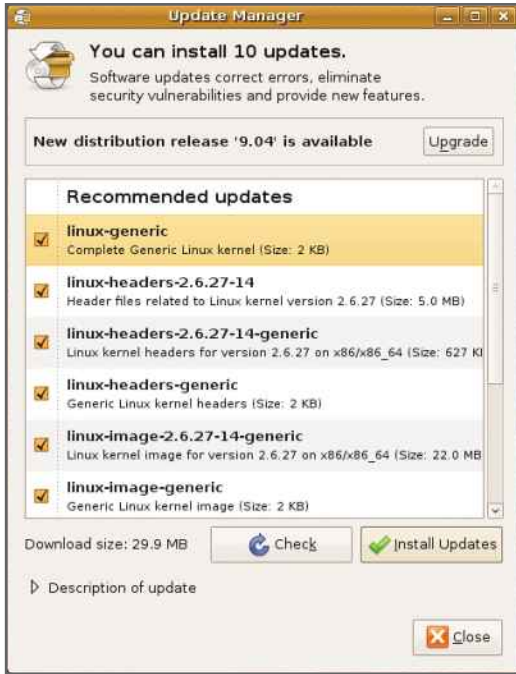 Update Manager
You can install 10 updates.
Software updates correct errors, eliminate
security vulnerabilities and provide new features.
New distribution release '9.04' is available
Upgrade
Recommended updates
linux-generic
Complete Generic Linux kernel (Size: 2 KB)
linux-headers-2.6.27-14
Header files related to Linux kernel version 2.6.27 (Size: 5.0 MB)
linux-headers-2.6.27-14-generic
Linux kernel headers for version 2.6.27 on x86/x86_64 (Size: 627 K
linux-headers-generic
Generic Linux kernel headers (Size: 2 KB)
linux-image-2.6.27-14-generic
Linux kernel image for version 2.6.27 on x86/x86_64 (Size: 22.0 MB
linux-image-generic
Generic Linux kernel image (Size: 2 KB)
Download size: 29.9 MB
Check
Install Updates
Description of update
Close